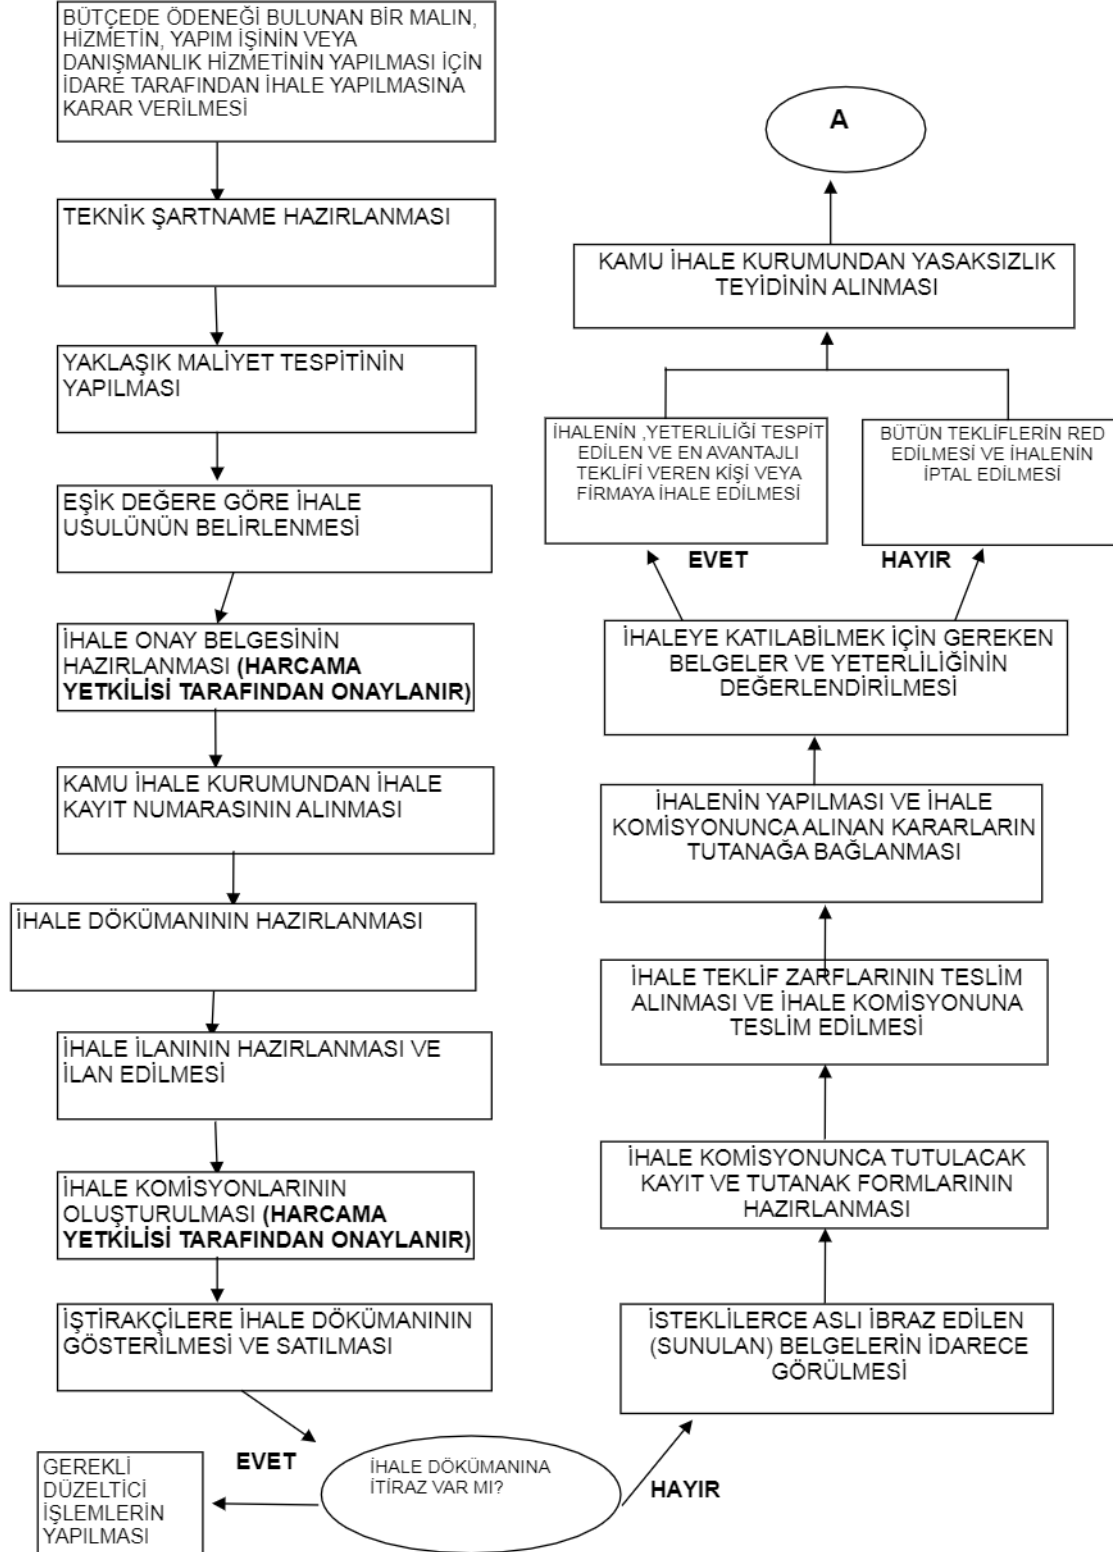 BÜTÇEDE ÖDENEĞİ BULUNAN BİR MALIN,
HİZMETİN, YAPIM İŞİNİN VEYA
DANIŞMANLIK HİZMETİNİN YAPILMASI İÇİN
İDARE TARAFINDAN İHALE YAPILMASINA
KARAR VERİLMESİ
TEKNİK ŞARTNAME HAZIRLANMASI
YAKLAŞIK MALİYET TESPİTİNİN
YAPILMASI
EŞİK DEĞERE GÖRE İHALE
USULÜNÜN BELİRLENMESİ
İHALE ONAY BELGESİNİN
HAZIRLANMASI (HARCAMA
YETKİLİSİ TARAFINDAN ONAYLANIR)
KAMU İHALE KURUMUNDAN İHALE
KAYIT NUMARASININ ALINMASI
İHALE DÖKÜMANININ HAZIRLANMASI
İHALE İLANININ HAZIRLANMASI VE
İLAN EDİLMESİ
İHALE KOMİSYONLARININ
OLUŞTURULMASI (HARCAMA
YETKİLİSİ TARAFINDAN ONAYLANIR)
İŞTİRAKÇİLERE İHALE DÖKÜMANININ
GÖSTERİLMESİ VE SATILMASI
İHALE DÖKÜMANINA
İTİRAZ VAR MI?
EVET
GEREKLİ
DÜZELTİCİ
İŞLEMLERİN
YAPILMASI
HAYIR
İSTEKLİLERCE ASLI İBRAZ EDİLEN
(SUNULAN) BELGELERİN İDARECE
GÖRÜLMESİ
İHALE KOMİSYONUNCA TUTULACAK
KAYIT VE TUTANAK FORMLARININ
HAZIRLANMASI
İHALE TEKLİF ZARFLARININ TESLİM
ALINMASI VE İHALE KOMİSYONUNA
TESLİM EDİLMESİ
İHALENİN YAPILMASI VE İHALE
KOMİSYONUNCA ALINAN KARARLARIN
TUTANAĞA BAĞLANMASI
İHALEYE KATILABİLMEK İÇİN GEREKEN
BELGELER VE YETERLİLİĞİNİN
DEĞERLENDİRİLMESİ
EVET
İHALENİN ,YETERLİLİĞİ TESPİT
EDİLEN VE EN AVANTAJLI
TEKLİFİ VEREN KİŞİ VEYA
FİRMAYA İHALE EDİLMESİ
HAYIR
BÜTÜN TEKLİFLERİN RED
EDİLMESİ VE İHALENİN
İPTAL EDİLMESİ
KAMU İHALE KURUMUNDAN YASAKSIZLIK
TEYİDİNİN ALINMASI
A